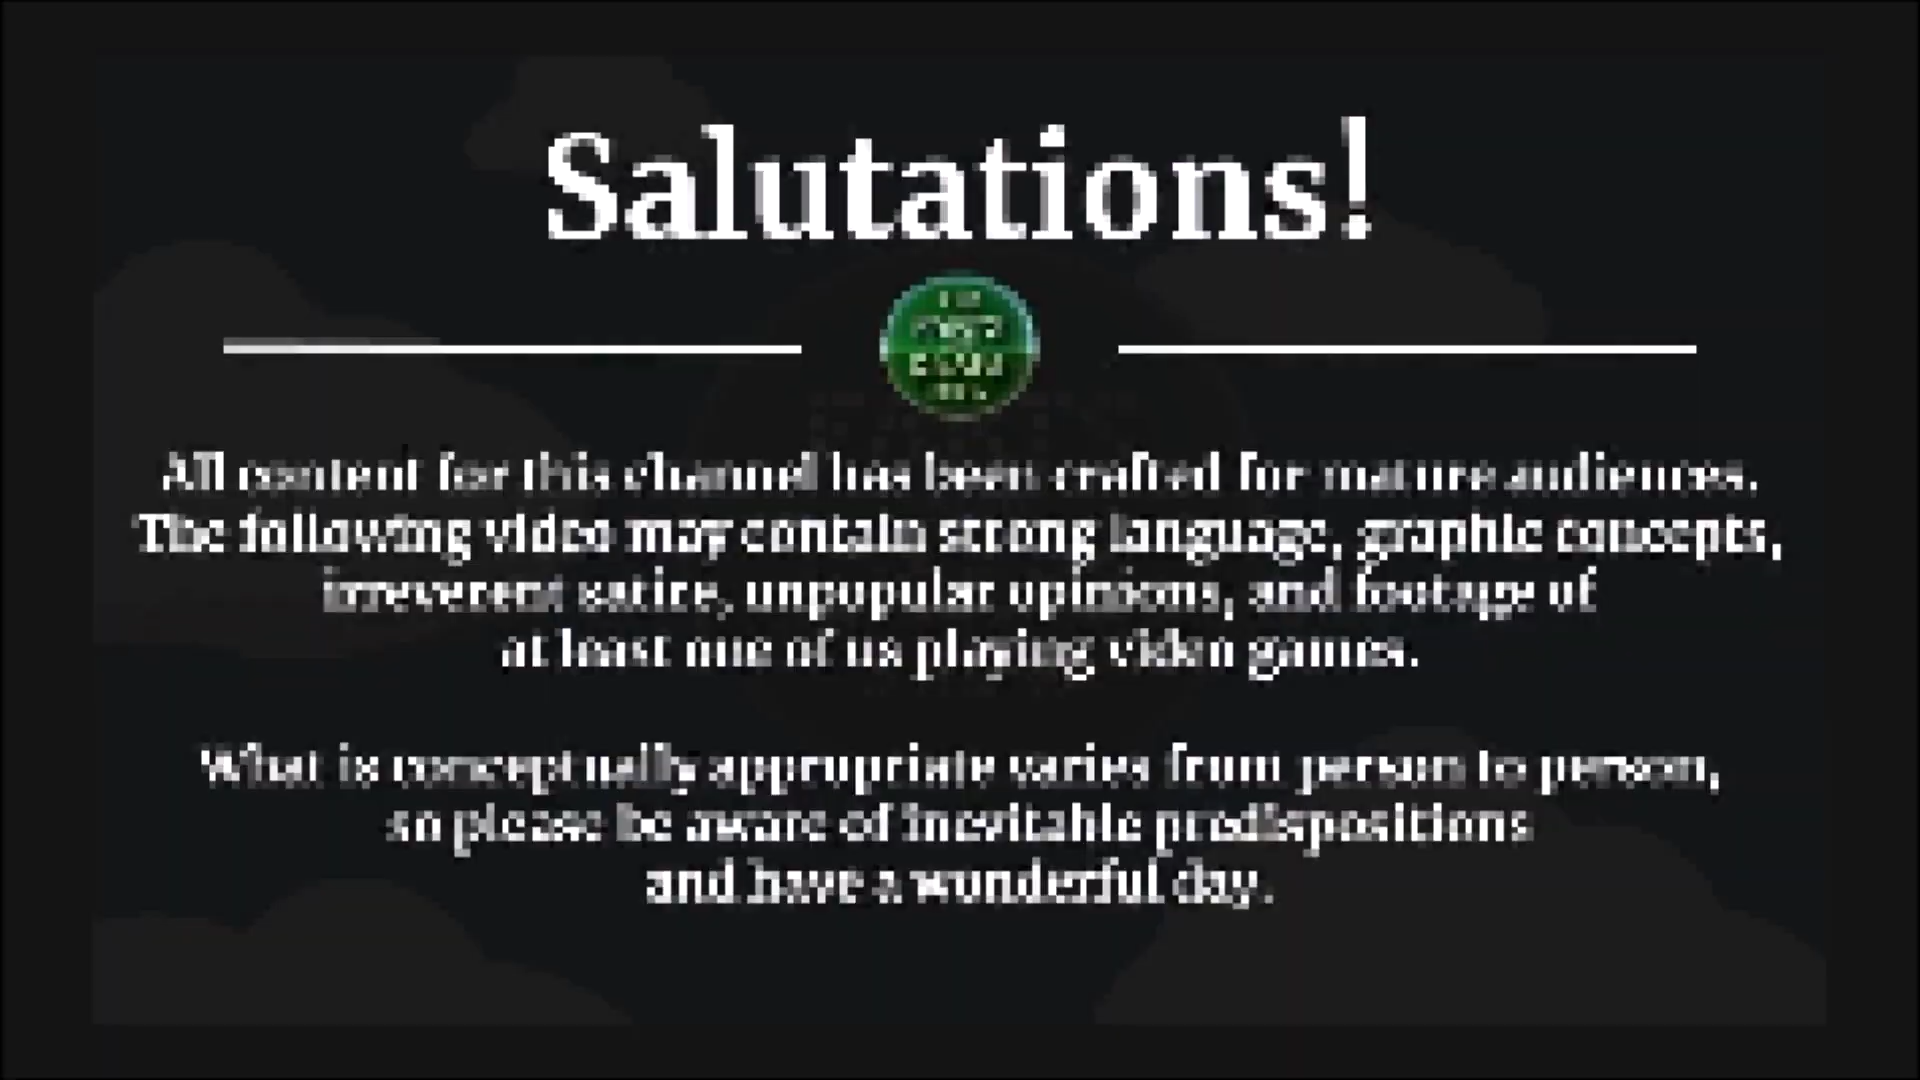 Salutations!
All content for this channel has been crafted for mature audiences.
The following video may contain strong language, graphic concepts,
irreverent satire, unpopular opinions, and footage of
at least one of us playing video games.
What is conceptually appropriate varies from person to person,
so please be aware of inevitable predispositions
and have a wonderful day.